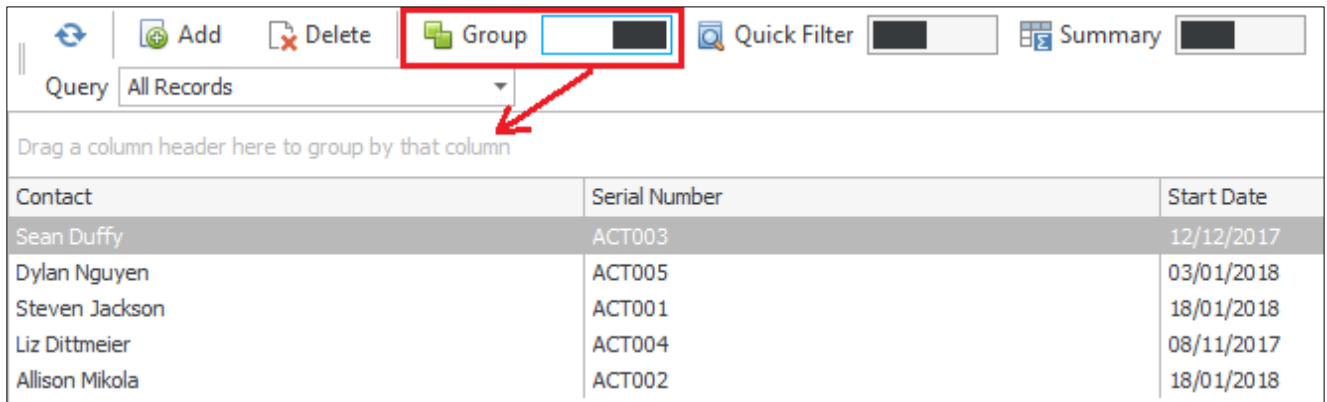 Add Delete Group Quick Filter Summary
Query All Records
Drag a column header here to group by that column
Contact Serial Number Start Date
Sean Duffy ACT003 12/12/2017
Dylan Nguyen ACT005 03/01/2018
Steven Jackson ACT001 18/01/2018
Liz Dittmeier ACT004 08/11/2017
Allison Mikola ACT002 18/01/2018